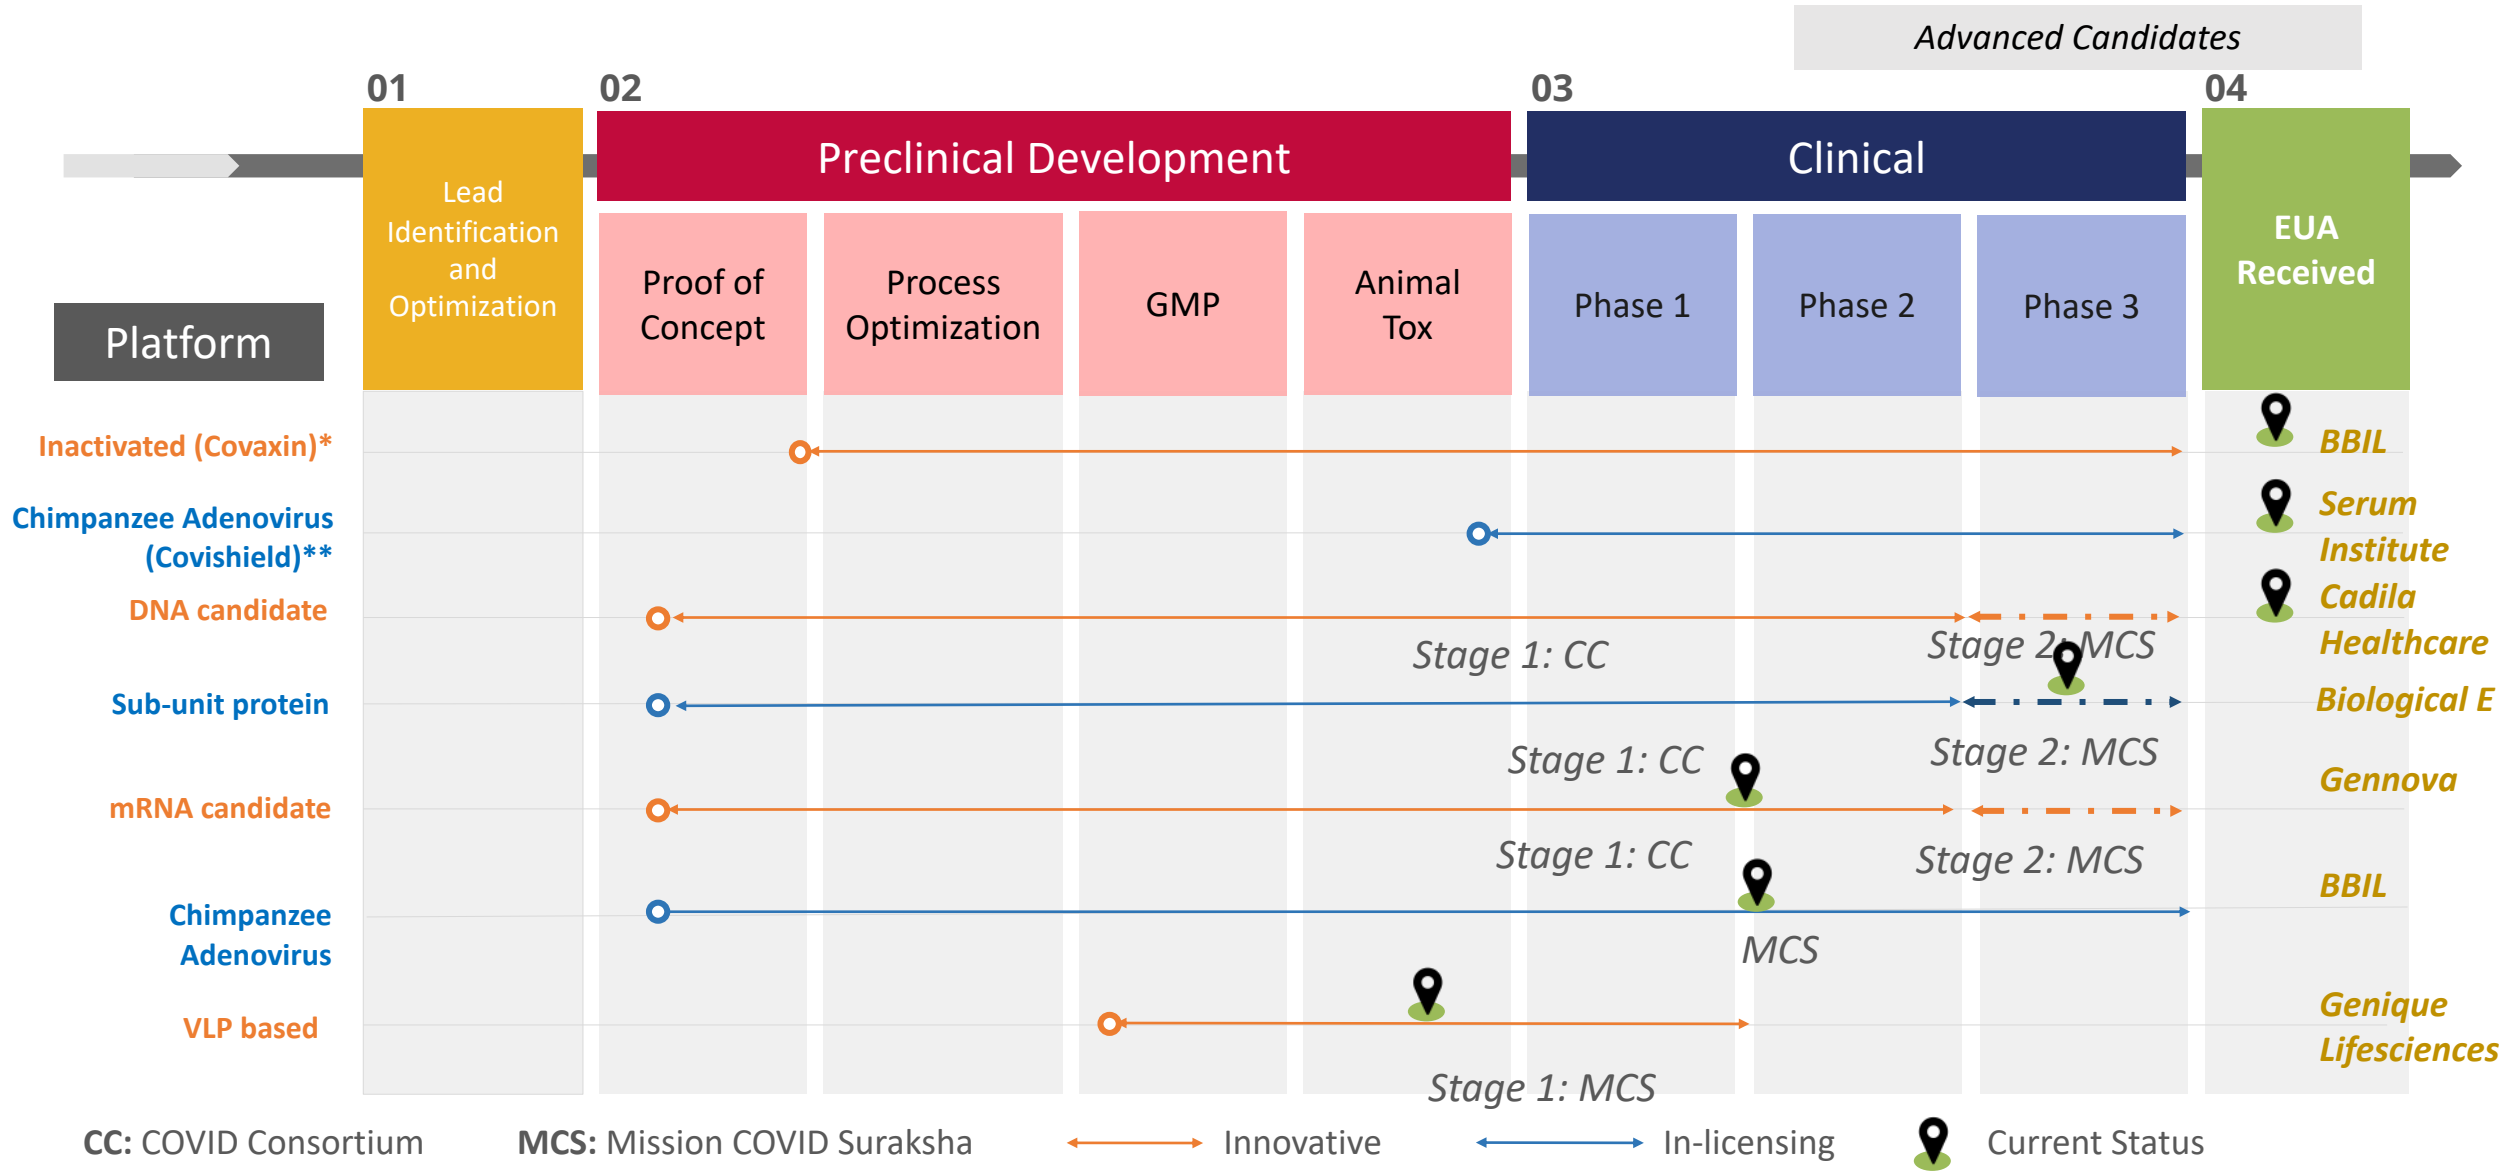 Advanced Candidates
01
02
03
04
Lead
Identification
and
Optimization
Preclinical Development
Clinical
EUA
Received
Platform
Proof of
Concept
Process
Optimization
GMP
Animal
Tox
Phase 1
Phase 2
Phase 3
Inactivated (Covaxin)*
BBIL
Chimpanzee Adenovirus
(Covishield)**
Serum
Institute
DNA candidate
Stage 1: CC
Stage 2: MCS
Cadila
Healthcare
Sub-unit protein
Stage 1: CC
Stage 2: MCS
Biological E
mRNA candidate
Stage 1: CC
Stage 2: MCS
Gennova
Chimpanzee
Adenovirus
MCS
BBIL
VLP based
Stage 1: MCS
Genique
Lifesciences
CC: COVID Consortium
MCS: Mission COVID Suraksha
Innovative
In-licensing
Current Status